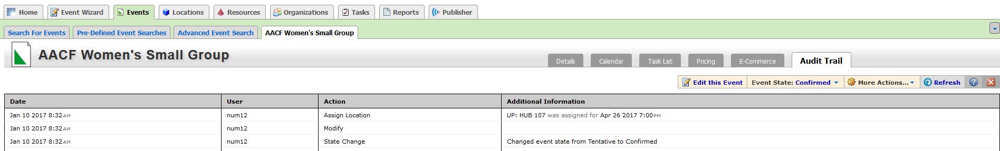 Home Event Wizard Events Locations Resources Organizations Tasks Reports Publisher
Search For Events Pre-Defined Event Searches Advanced Event Search AACF Women's Small Group
AACF Women's Small Group
Details Calendar Task List Pricing E-Commerce Audit Trail
Edit this Event Event State: Confirmed More Actions... Refresh ?
Date User Action Additional Information
Jan 10 2017 8:32AM num12 Assign Location UP: HUB 107 was assigned for Apr 26 2017 7:00PM
Jan 10 2017 8:32AM num12 Modify
Jan 10 2017 8:32AM num12 State Change Changed event state from Tentative to Confirmed